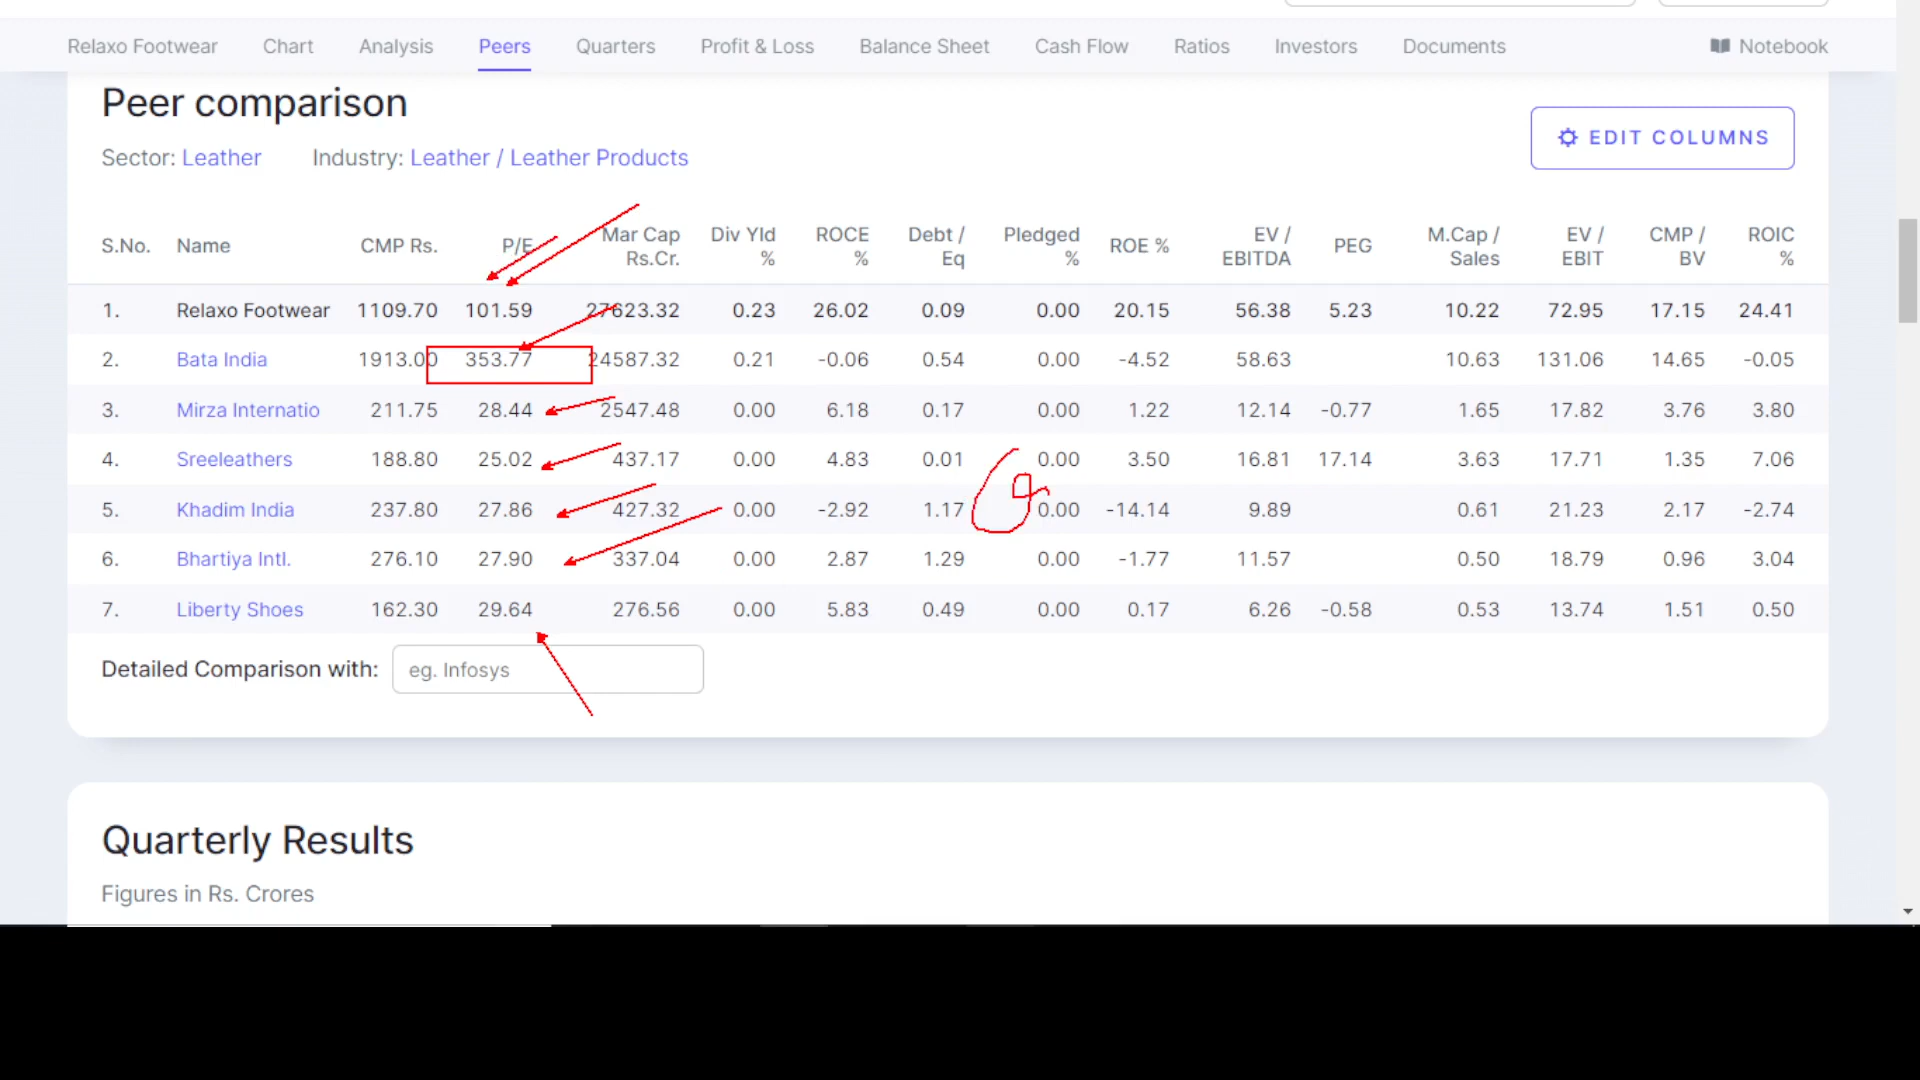 Relaxo Footwear Chart Analysis Peers Quarters Profit & Loss Balance Sheet Cash Flow Ratios Investors Documents Notebook
Peer comparison
EDIT COLUMNS
Sector: Leather Industry: Leather / Leather Products
S.No. Name CMP Rs. P/E Mar Cap Rs.Cr. Div Yld % ROCE % Debt / Eq Pledged % ROE % EV / EBITDA PEG M.Cap / Sales EV / EBIT CMP / BV ROIC %
1. Relaxo Footwear 1109.70 101.59 27623.32 0.23 26.02 0.09 0.00 20.15 56.38 5.23 10.22 72.95 17.15 24.41
2. Bata India 1913.00 353.77 24587.32 0.21 -0.06 0.54 0.00 -4.52 58.63 10.63 131.06 14.65 -0.05
3. Mirza Internatio 211.75 28.44 2547.48 0.00 6.18 0.17 0.00 1.22 12.14 -0.77 1.65 17.82 3.76 3.80
4. Sreeleathers 188.80 25.02 437.17 0.00 4.83 0.01 0.00 3.50 16.81 17.14 3.63 17.71 1.35 7.06
5. Khadim India 237.80 27.86 427.32 0.00 -2.92 1.17 0.00 -14.14 9.89 0.61 21.23 2.17 -2.74
6. Bhartiya Intl. 276.10 27.90 337.04 0.00 2.87 1.29 0.00 -1.77 11.57 0.50 18.79 0.96 3.04
7. Liberty Shoes 162.30 29.64 276.56 0.00 5.83 0.49 0.00 0.17 6.26 -0.58 0.53 13.74 1.51 0.50
Detailed Comparison with: eg. Infosys
Quarterly Results
Figures in Rs. Crores